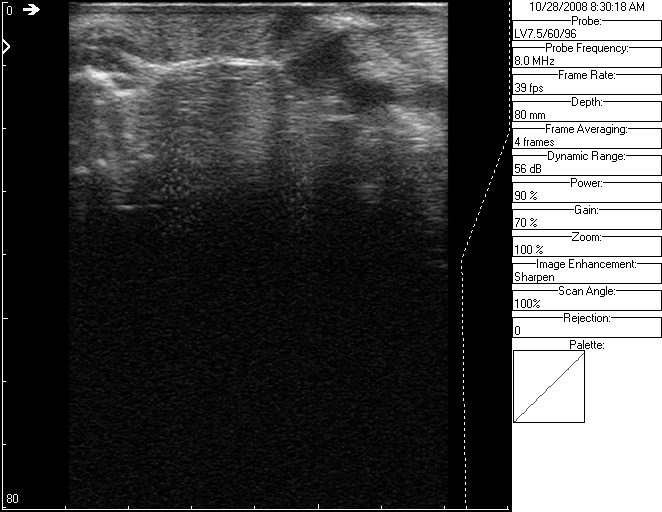 0
80
10/28/2008 8:30:18 AM
Probe:
LV7.5/60/96
Probe Frequency:
8.0 MHz
Frame Rate:
39 fps
Depth:
80 mm
Frame Averaging:
4 frames
Dynamic Range:
56 dB
Power:
90 %
Gain:
70 %
Zoom:
100 %
Image Enhancement:
Sharpen
Scan Angle:
100%
Rejection:
0
Palette: